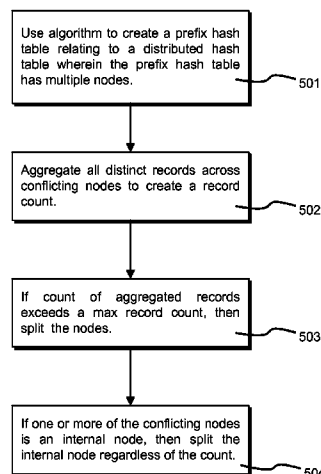 Use algorithm to create a prefix hash
table relating to a distributed hash
table wherein the prefix hash table
has multiple nodes.
501
Aggregate all distinct records across
conflicting nodes to create a record
count.
502
If count of aggregated records
exceeds a max record count, then
split the nodes.
503
If one or more of the conflicting nodes
is an internal node, then split the
internal node regardless of the count.
504